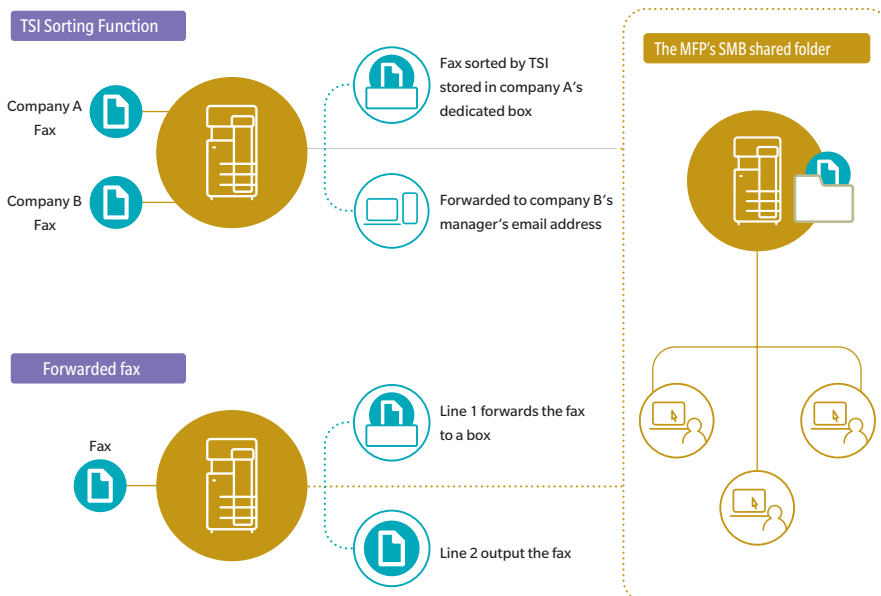 TSI Sorting Function
Company A
Fax
Company B
Fax
Fax sorted by TSI
stored in company A's
dedicated box
Forwarded to company B's
manager's email address
Forwarded fax
Fax
Line 1 forwards the fax
to a box
Line 2 output the fax
The MFP's SMB shared folder